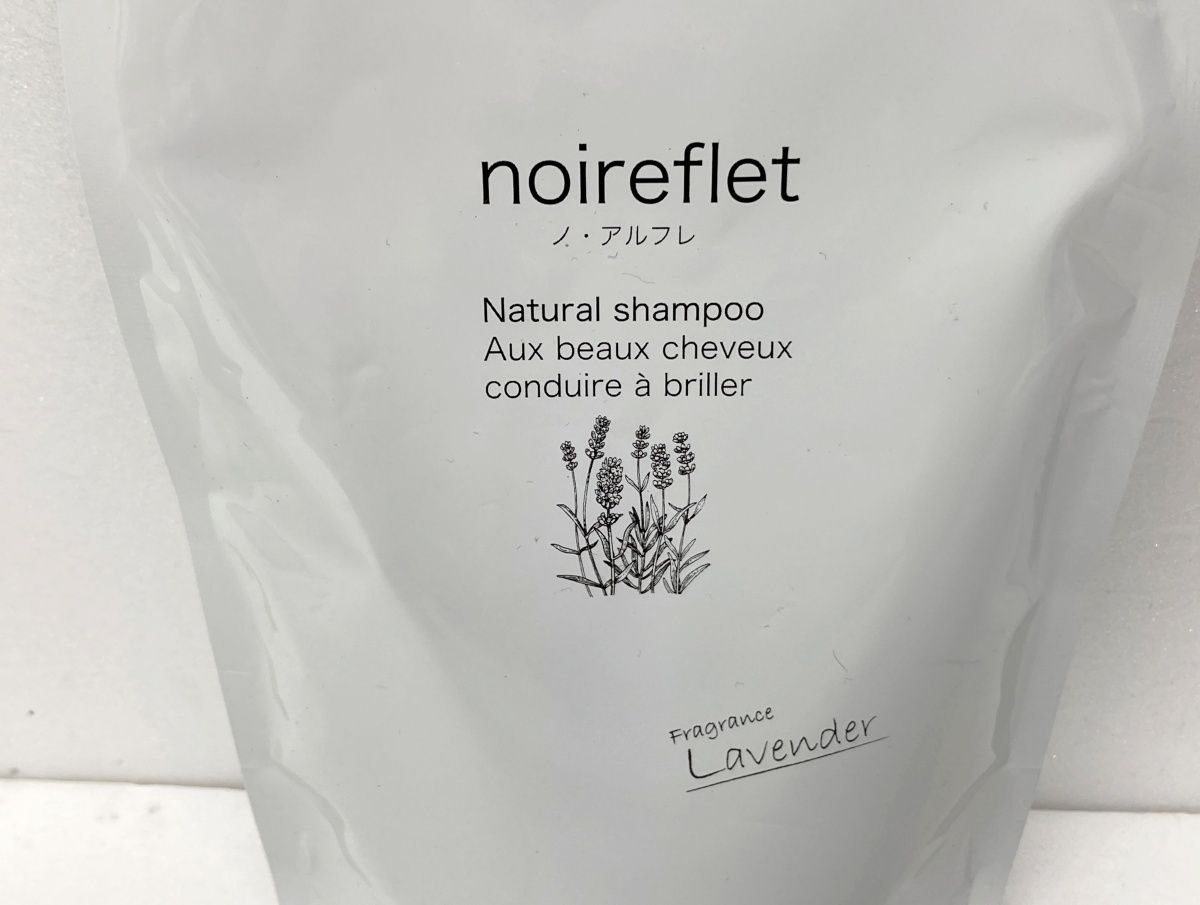 noireflet
ノ・アルフレ
Natural shampoo
Aux beaux cheveux
conduire à briller
Fragrance
Lavender